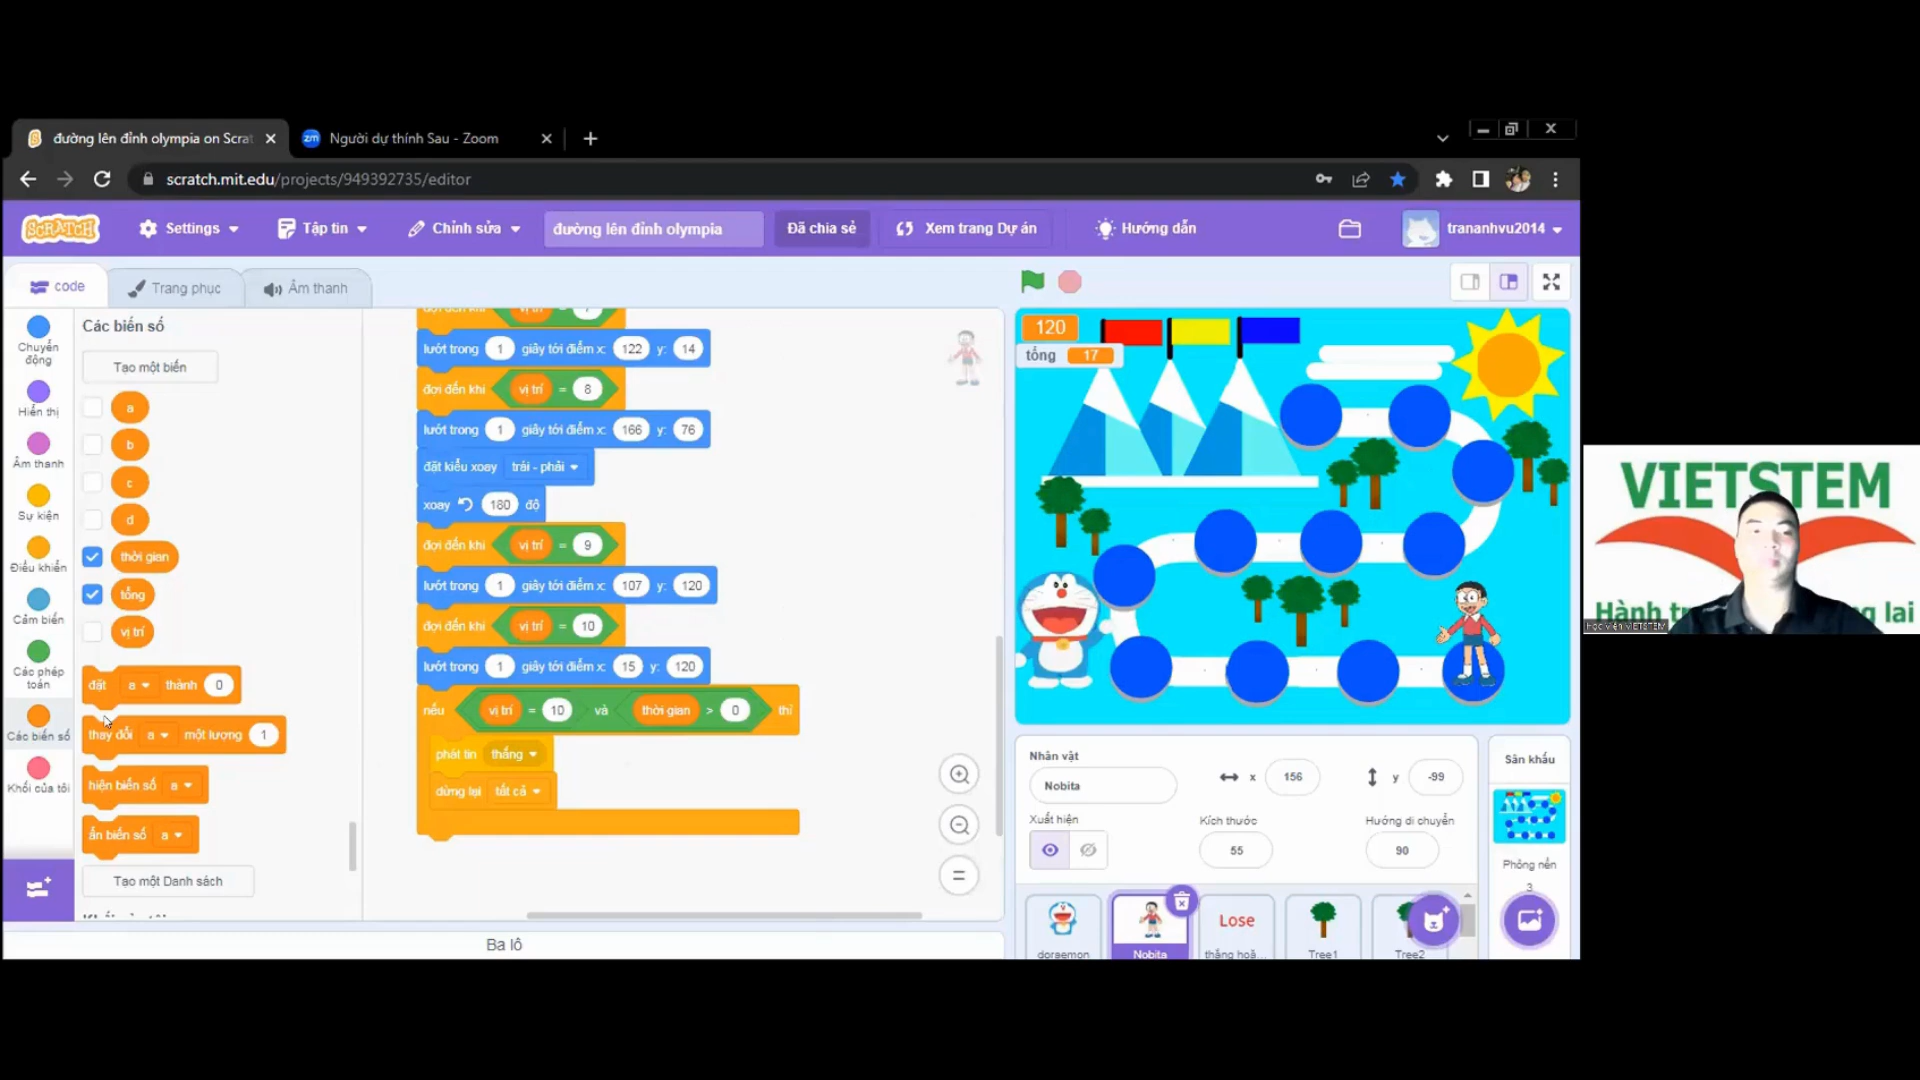 đường lên đỉnh olympia on Scrat
zm Người dự thính Sau - Zoom
scratch.mit.edu/projects/949392735/editor
SCRATCH Settings Tập tin Chỉnh sửa đường lên đỉnh olympia Đã chia sẻ Xem trang Dự án Hướng dẫn trananhvu2014
code Trang phục Âm thanh
Chuyển động
Hiển thị
Âm thanh
Sự kiện
Điều khiển
Cảm biến
Các phép toán
Các biến số
Khối của tôi
Các biến số
Tạo một biến
a
b
c
d
thời gian
tổng
vị trí
đặt a thành 0
thay đổi a một lượng 1
hiện biến số a
ẩn biến số a
Tạo một Danh sách
lướt trong 1 giây tới điểm x: 122 y: 14
đợi đến khi vị trí = 8
lướt trong 1 giây tới điểm x: 166 y: 76
đặt kiểu xoay trái - phải
xoay 180 độ
đợi đến khi vị trí = 9
lướt trong 1 giây tới điểm x: 107 y: 120
đợi đến khi vị trí = 10
lướt trong 1 giây tới điểm x: 15 y: 120
nếu vị trí = 10 và thời gian > 0 thì
phát tin thắng
dừng lại tất cả
Ba lô
120
tổng 17
Nhân vật
Nobita
x 156
y -99
Xuất hiện
Kích thước
55
Hướng di chuyển
90
doraemon
Nobita
Lose
thắng hoặ...
Tree1
Tree2
Sân khấu
Phông nền
3
VIETSTEM
Hành tr
g lai
Học viện VIETSTEM